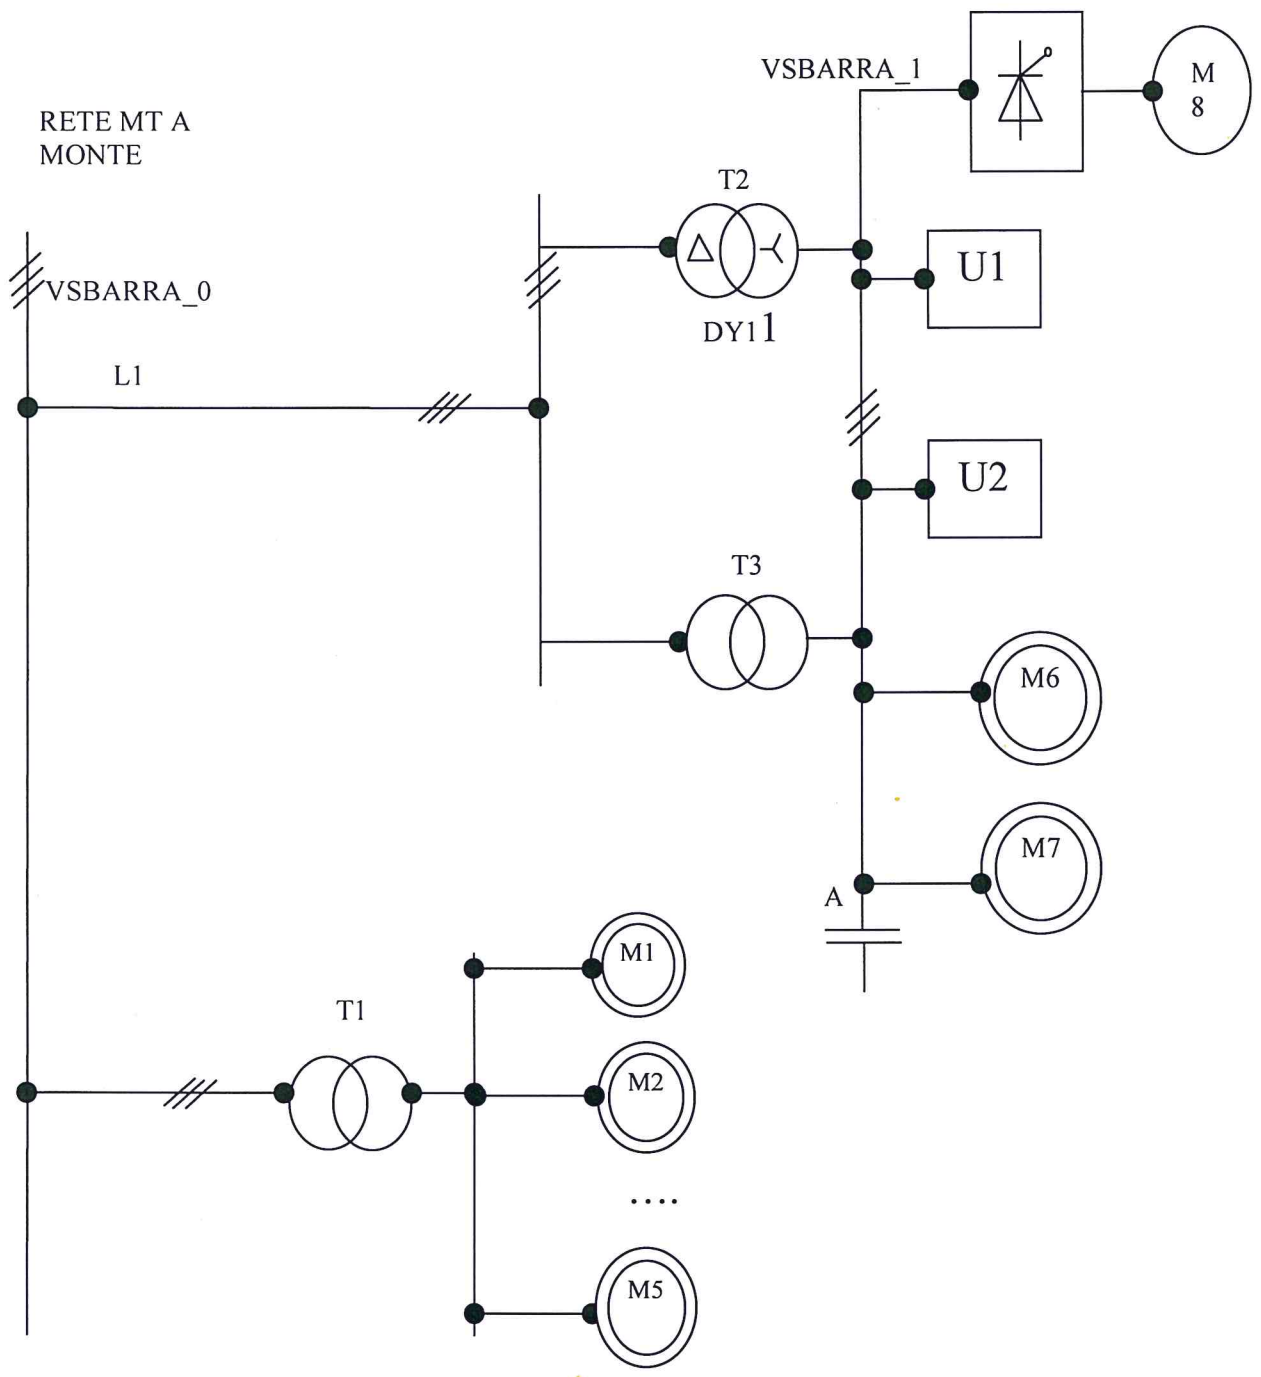 VSBARRA_1
M
8
RETE MT A
MONTE
T2
U1
VSBARRA_0
DY11
L1
U2
T3
M6
M7
A
M1
T1
M2
....
M5